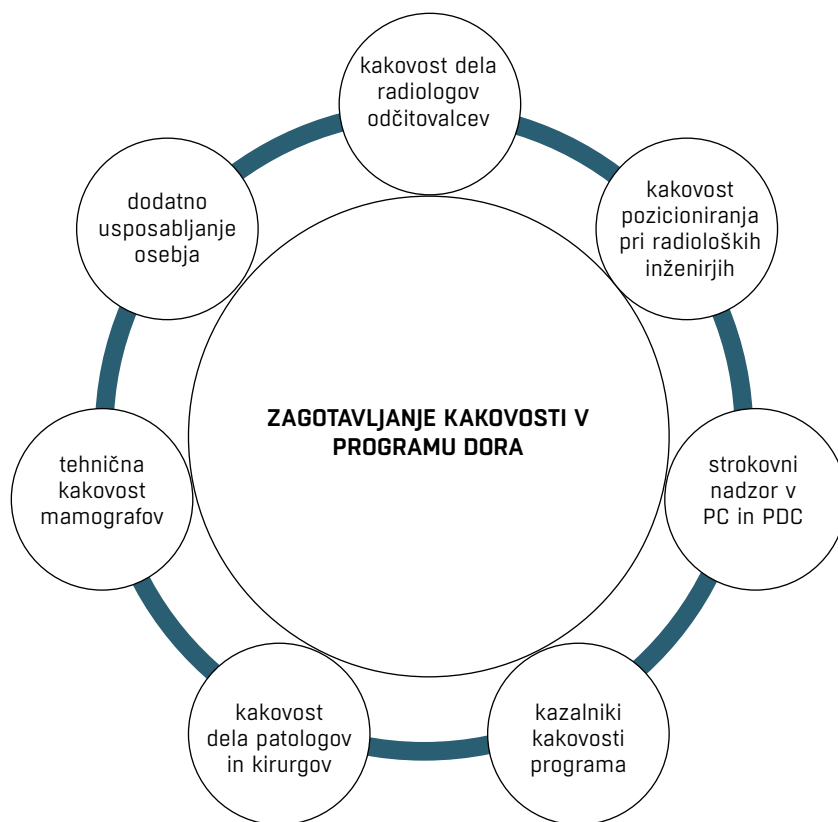 kakovost dela
radiologov
odčitovalcev
kakovost
pozicioniranja
pri radioloških
inženirjih
strokovni
nadzor v
PC in PDC
kazalniki
kakovosti
programa
kakovost
dela patologov
in kirurgov
tehnična
kakovost
mamografov
dodatno
usposabljanje
osebja
ZAGOTAVLJANJE KAKOVOSTI V
PROGRAMU DORA